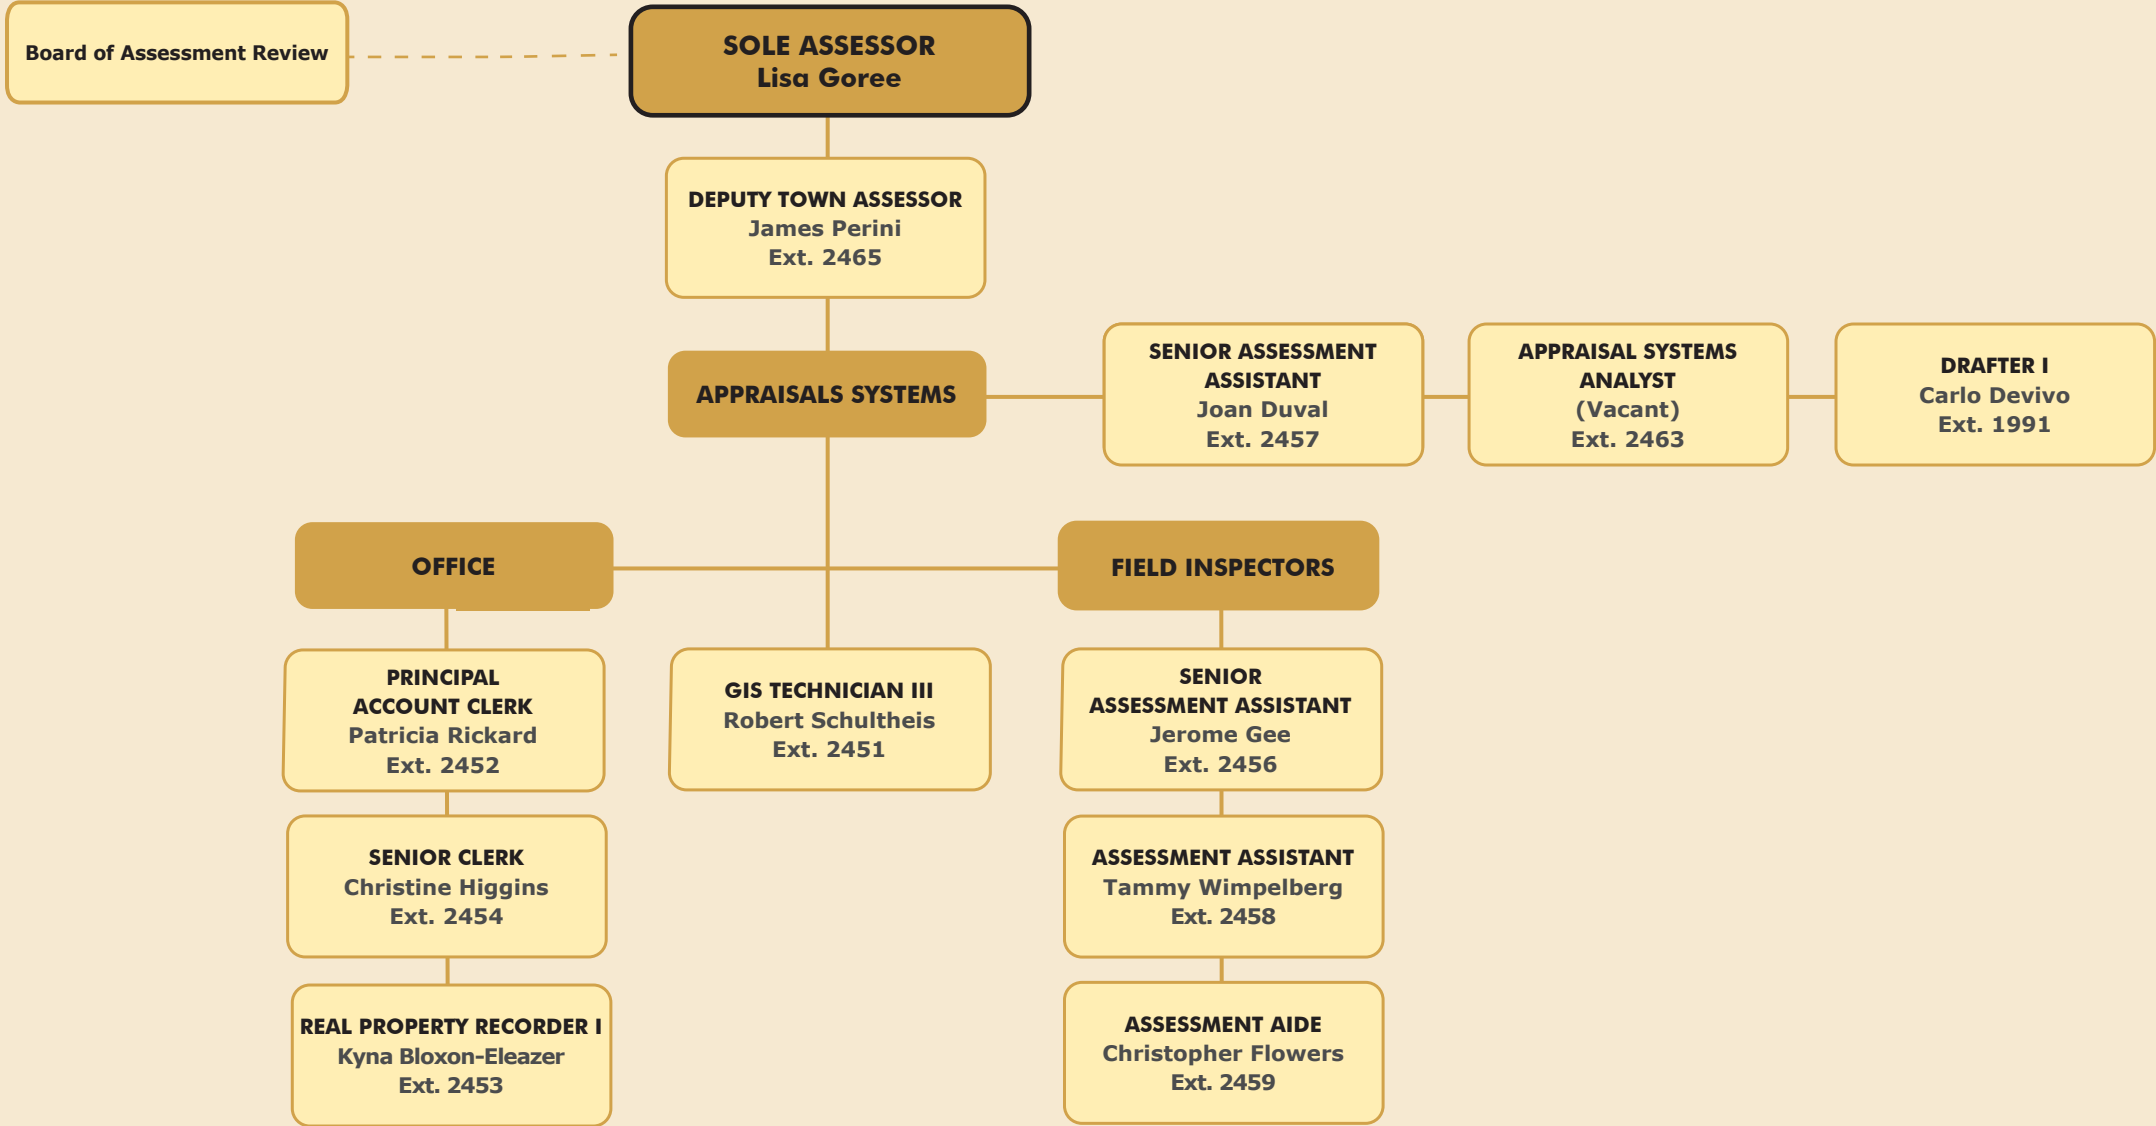 Board of Assessment Review
SOLE ASSESSOR
Lisa Goree
DEPUTY TOWN ASSESSOR
James Perini
Ext. 2465
APPRAISALS SYSTEMS
SENIOR ASSESSMENT
ASSISTANT
Joan Duval
Ext. 2457
APPRAISAL SYSTEMS
ANALYST
(Vacant)
Ext. 2463
DRAFTER I
Carlo Devivo
Ext. 1991
OFFICE
FIELD INSPECTORS
PRINCIPAL
ACCOUNT CLERK
Patricia Rickard
Ext. 2452
GIS TECHNICIAN III
Robert Schultheis
Ext. 2451
SENIOR
ASSESSMENT ASSISTANT
Jerome Gee
Ext. 2456
SENIOR CLERK
Christine Higgins
Ext. 2454
ASSESSMENT ASSISTANT
Tammy Wimpelberg
Ext. 2458
REAL PROPERTY RECORDER I
Kyna Bloxon-Eleazer
Ext. 2453
ASSESSMENT AIDE
Christopher Flowers
Ext. 2459